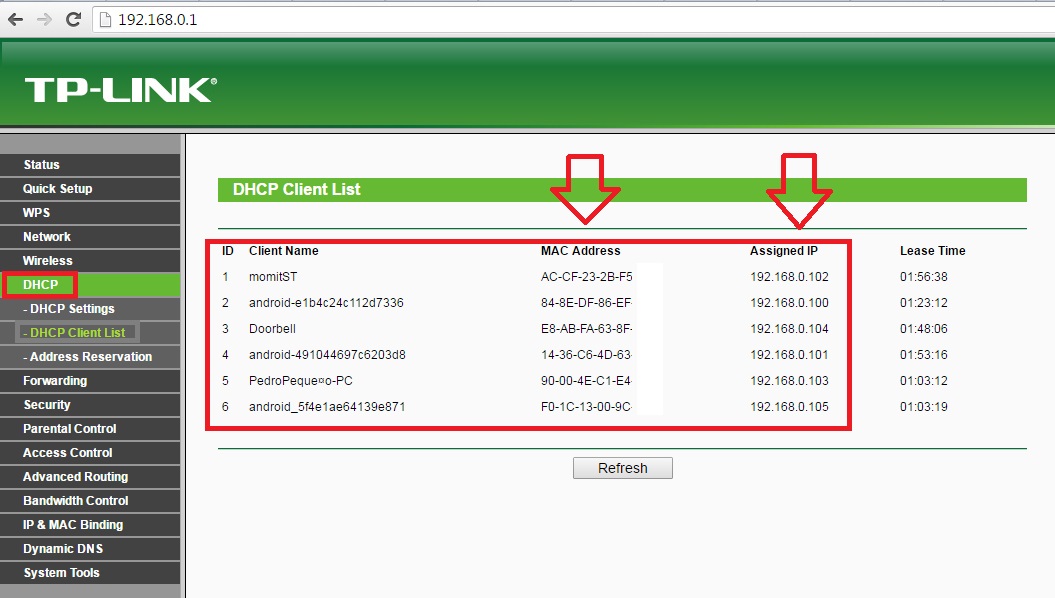 192.168.0.1
TP-LINK®
Status
Quick Setup
WPS
Network
Wireless
DHCP
- DHCP Settings
- DHCP Client List
- Address Reservation
Forwarding
Security
Parental Control
Access Control
Advanced Routing
Bandwidth Control
IP & MAC Binding
Dynamic DNS
System Tools
DHCP Client List
ID Client Name MAC Address Assigned IP Lease Time
1 momitST AC-CF-23-2B-F5 192.168.0.102 01:56:38
2 android-e1b4c24c112d7336 84-8E-DF-86-EF- 192.168.0.100 01:23:12
3 Doorbell E8-AB-FA-63-8F- 192.168.0.104 01:48:06
4 android-491044697c6203d8 14-36-C6-4D-63- 192.168.0.101 01:53:16
5 PedroPeque¤o-PC 90-00-4E-C1-E4- 192.168.0.103 01:03:12
6 android_5f4e1ae64139e871 F0-1C-13-00-9C- 192.168.0.105 01:03:19
Refresh